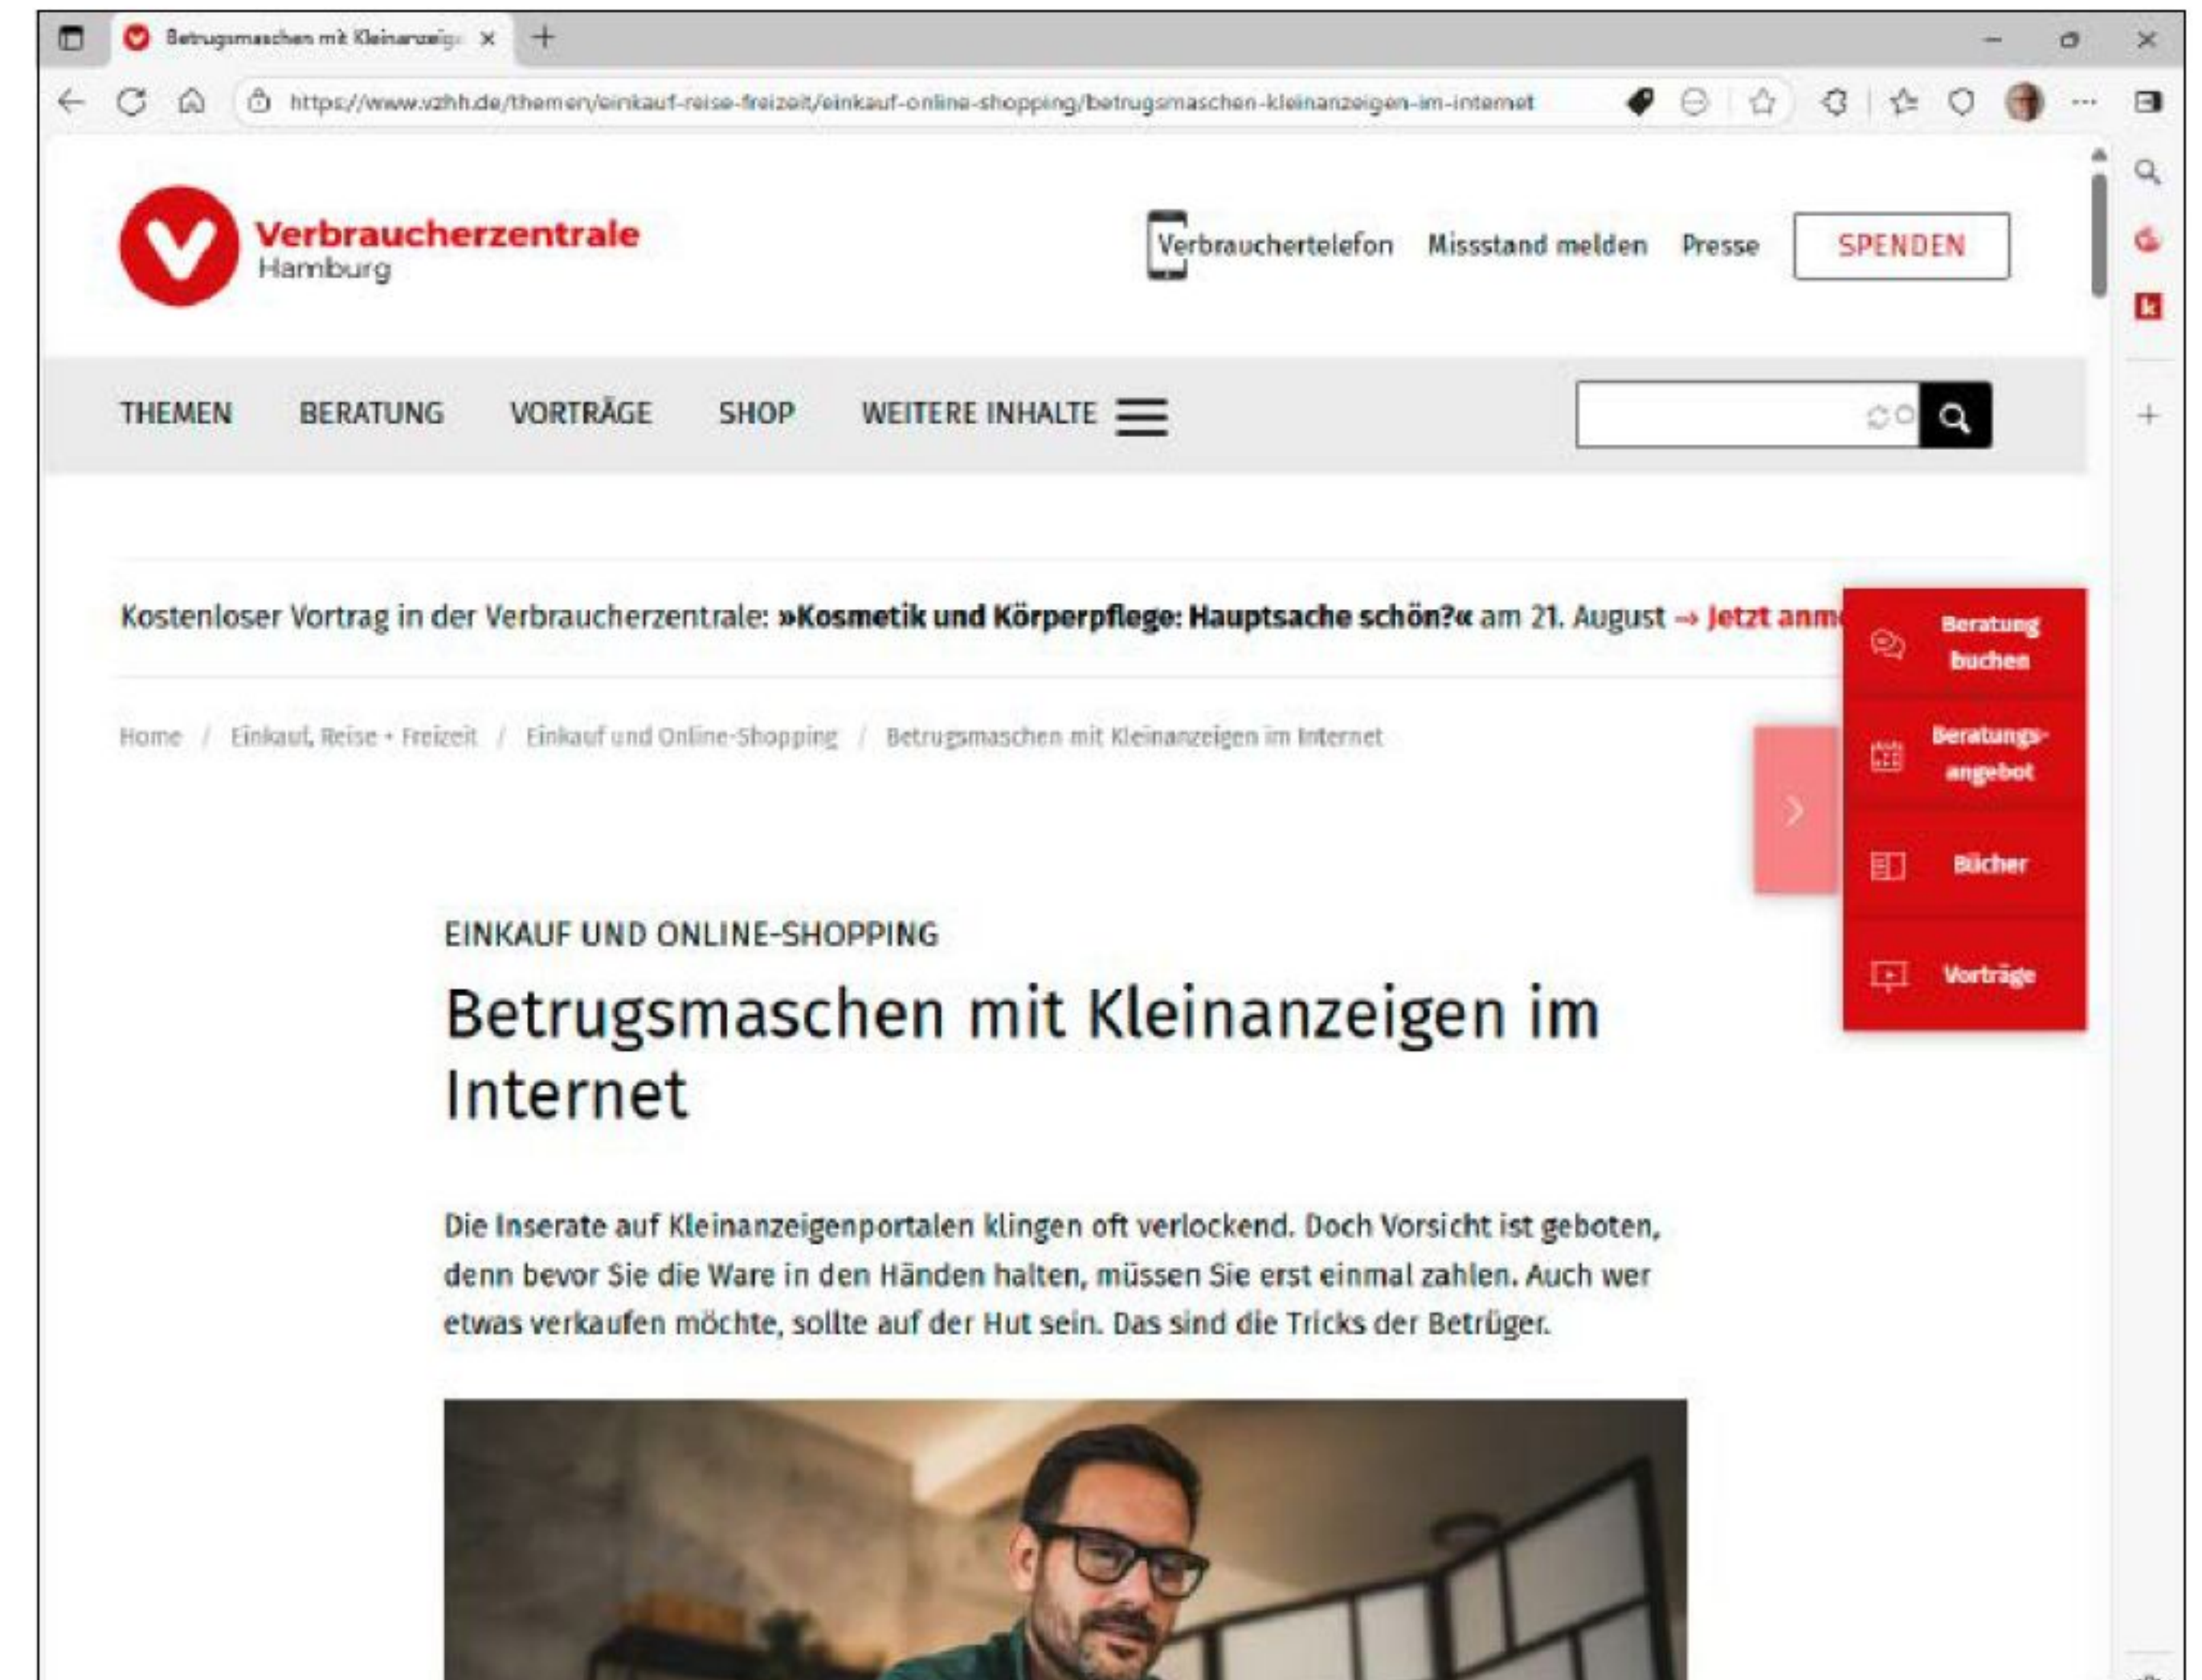 Betrugsmaschen mit Kleinanzeige
https://www.vzhh.de/themen/einkauf-reise-freizeit/einkauf-online-shopping/betrugsmaschen-kleinanzeigen-im-internet
Verbraucherzentrale
Hamburg
Verbrauchertelefon Missstand melden Presse SPENDEN
k
THEMEN BERATUNG VORTRÄGE SHOP WEITERE INHALTE
Kostenloser Vortrag in der Verbraucherzentrale: »Kosmetik und Körperpflege: Hauptsache schön?« am 21. August → Jetzt anme
Beratung
buchen
Beratungs-
angebot
Bücher
Vorträge
Home / Einkauf, Reise + Freizeit / Einkauf und Online-Shopping / Betrugsmaschen mit Kleinanzeigen im Internet
EINKAUF UND ONLINE-SHOPPING
Betrugsmaschen mit Kleinanzeigen im
Internet
Die Inserate auf Kleinanzeigenportalen klingen oft verlockend. Doch Vorsicht ist geboten,
denn bevor Sie die Ware in den Händen halten, müssen Sie erst einmal zahlen. Auch wer
etwas verkaufen möchte, sollte auf der Hut sein. Das sind die Tricks der Betrüger.